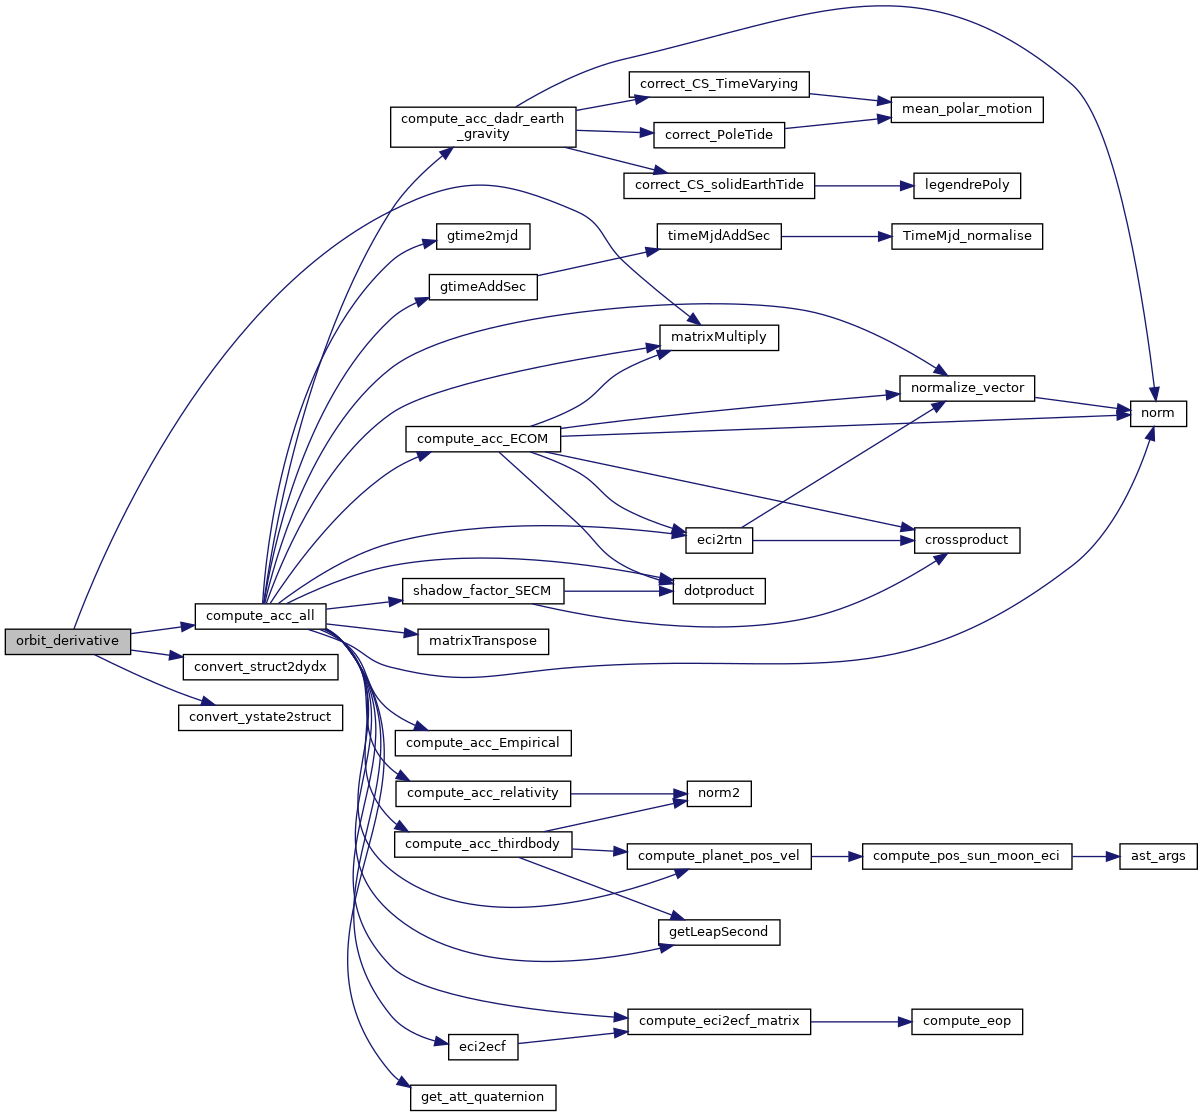 correct_CS_TimeVarying
mean_polar_motion
compute_acc_dadr_earth
_gravity
correct_PoleTide
correct_CS_solidEarthTide
legendrePoly
gtime2mjd
timeMjdAddSec
TimeMjd_normalise
gtimeAddSec
matrixMultiply
normalize_vector
norm
compute_acc_ECOM
eci2rtn
crossproduct
shadow_factor_SECM
dotproduct
compute_acc_all
orbit_derivative
matrixTranspose
convert_struct2dydx
convert_ystate2struct
compute_acc_Empirical
compute_acc_relativity
norm2
compute_acc_thirdbody
compute_planet_pos_vel
compute_pos_sun_moon_eci
ast_args
getLeapSecond
compute_eci2ecf_matrix
compute_eop
eci2ecf
get_att_quaternion